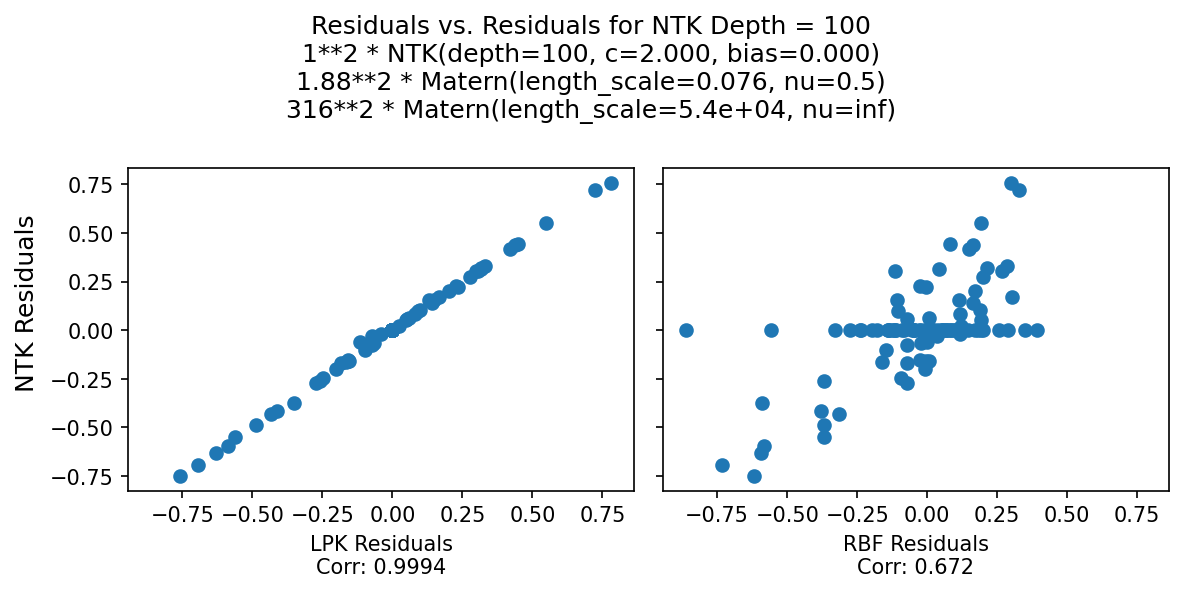 Residuals vs. Residuals for NTK Depth = 100
1**2 * NTK(depth=100, c=2.000, bias=0.000)
1.88**2 * Matern(length_scale=0.076, nu=0.5)
316**2 * Matern(length_scale=5.4e+04, nu=inf)
NTK Residuals
0.75
0.50
0.25
0.00
−0.25
−0.50
−0.75
−0.75 −0.50 −0.25 0.00 0.25 0.50 0.75
LPK Residuals
Corr: 0.9994
−0.75 −0.50 −0.25 0.00 0.25 0.50 0.75
RBF Residuals
Corr: 0.672